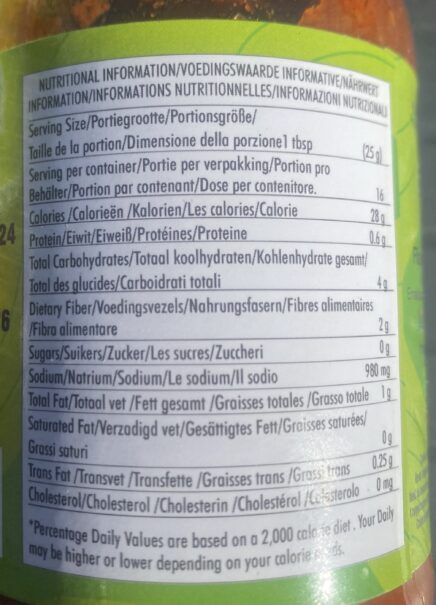 NUTRITIONAL INFORMATION/VOEDINGSWAARDE INFORMATIVE/NÄHRWERT
INFORMATION/INFORMATIONS NUTRITIONNELLES/INFORMAZIONI NUTRIZIONALI
Serving Size/Portiegrootte/Portionsgröße/
Taille de la portion/Dimensione della porzione1 tbsp (25 g)
Serving per container/Portie per verpakking/Portion pro
Behälter/Portion par contenant/Dose per contenitore. 16
Calories /Calorieën /Kalorien/Les calories/Calorie 28 g
Protein/Eiwit/Eiweiß/Protéines/Proteine 0.6 g
Total Carbohydrates/Totaal koolhydraten/Kohlenhydrate gesamt/
Total des glucides/Carboidrati totali 4 g
Dietary Fiber/Voedingsvezels/Nahrungsfasern/Fibres alimentaires
/Fibra alimentare 2 g
Sugars/Suikers/Zucker/Les sucres/Zuccheri 0 g
Sodium/Natrium/Sodium/Le sodium/Il sodio 980 mg
Total Fat/Totaal vet /Fett gesamt /Graisses totales /Grasso totale 1 g
Saturated Fat/Verzadigd vet/Gesättigtes Fett/Graisses saturées/
Grassi saturi 0 g
Trans Fat /Transvet /Transfette /Graisses trans /Grassi trans 0.25 g
Cholesterol/Cholesterol /Cholesterin /Cholestérol /Colesterolo 0 mg
*Percentage Daily Values are based on a 2,000 calorie diet . Your Daily
may be higher or lower depending on your calorie needs.
24
6